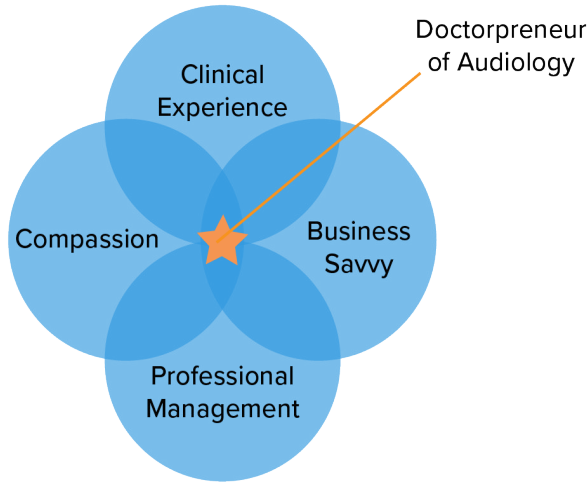 Doctorpreneur
of Audiology
Clinical
Experience
Compassion
Business
Savvy
Professional
Management